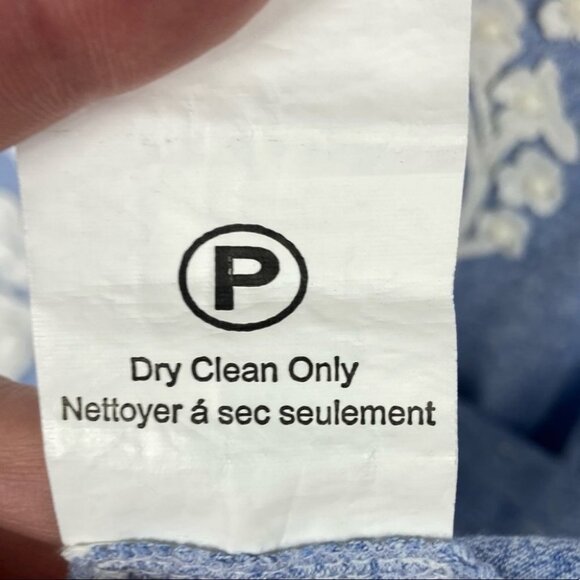 P
Dry Clean Only
Nettoyer á sec seulement